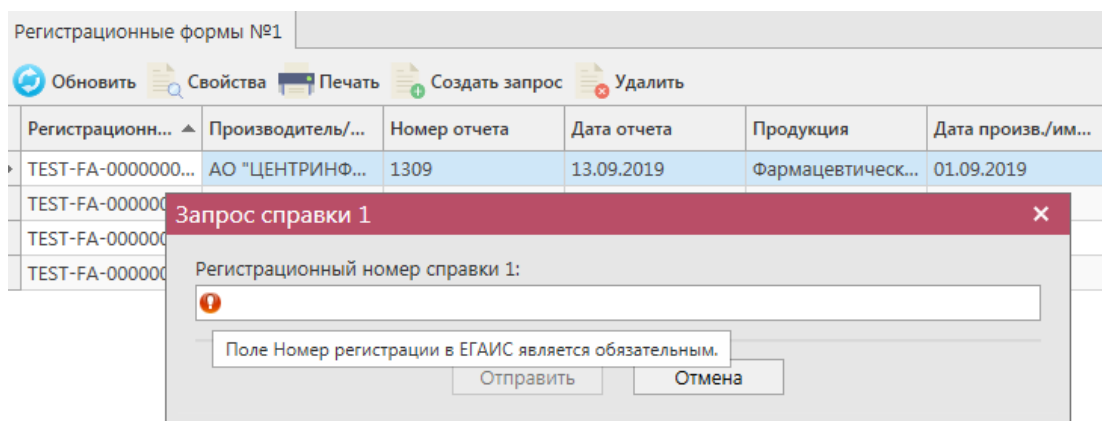 Регистрационные формы №1
Обновить Свойства Печать Создать запрос Удалить
Регистрационн... Производитель/... Номер отчета Дата отчета Продукция Дата произв./им...
TEST-FA-0000000... АО "ЦЕНТРИНФ... 1309 13.09.2019 Фармацевтическ... 01.09.2019
TEST-FA-000000
TEST-FA-000000
TEST-FA-000000
Запрос справки 1
Регистрационный номер справки 1:
Поле Номер регистрации в ЕГАИС является обязательным.
Отправить Отмена